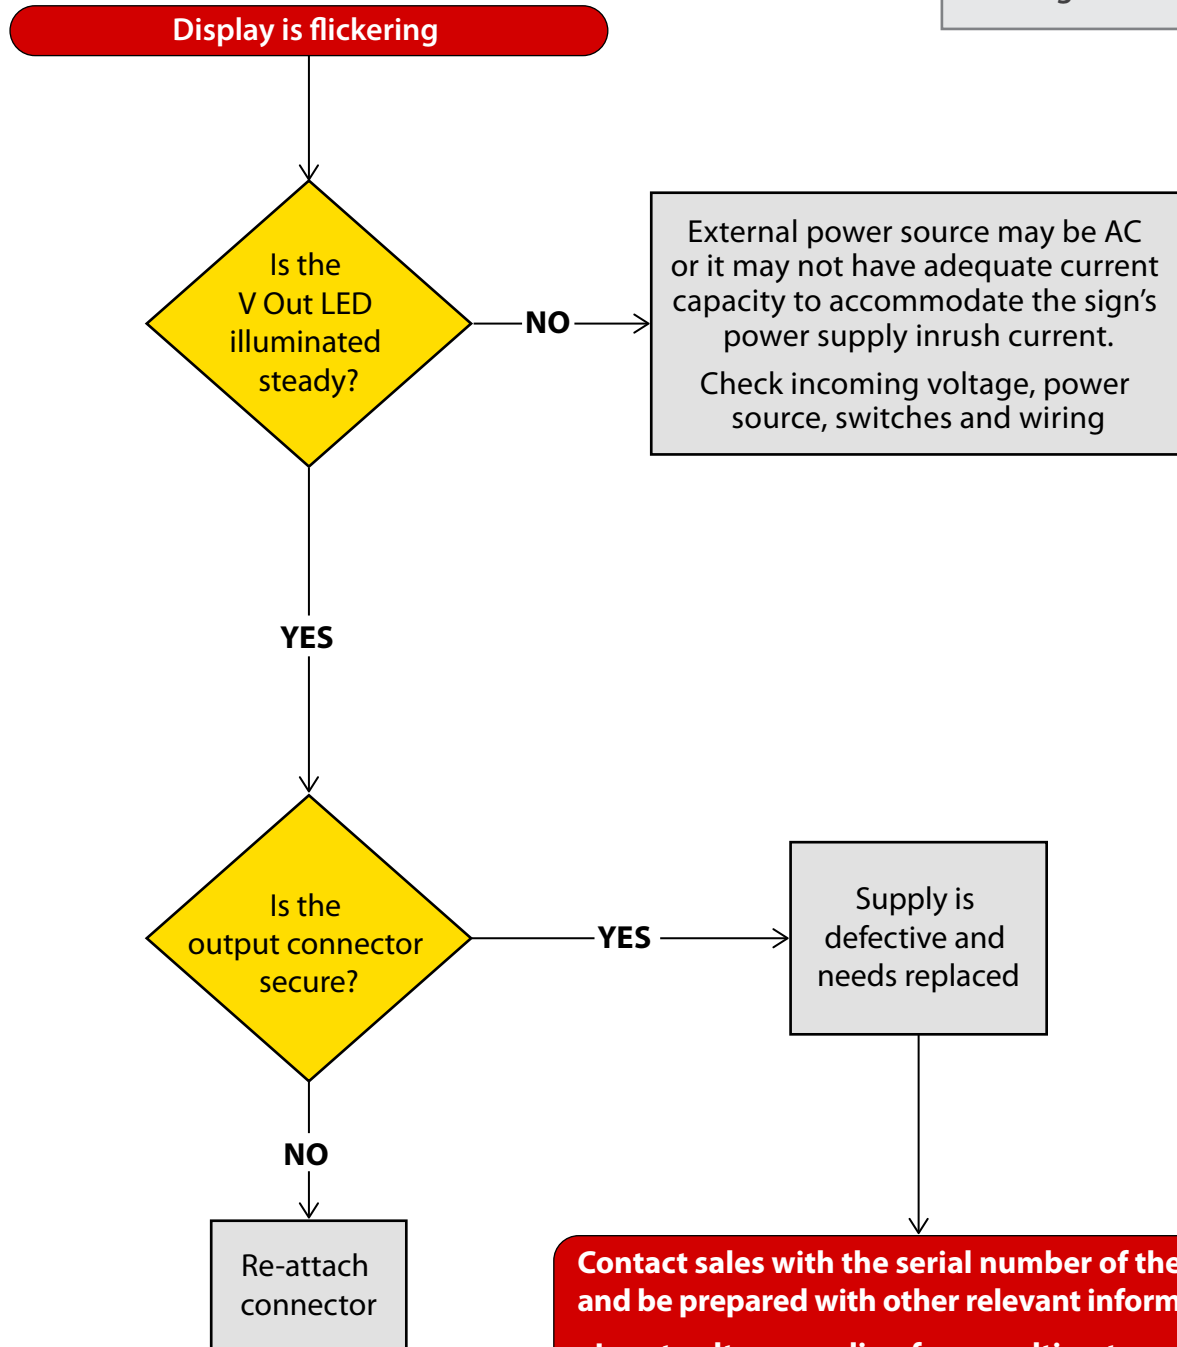 Display is flickering
Is the
V Out LED
illuminated
steady?
NO
External power source may be AC
or it may not have adequate current
capacity to accommodate the sign’s
power supply inrush current.
Check incoming voltage, power
source, switches and wiring
YES
Is the
output connector
secure?
YES
Supply is
defective and
needs replaced
NO
Re-attach
connector
Contact sales with the serial number of the
and be prepared with other relevant inform